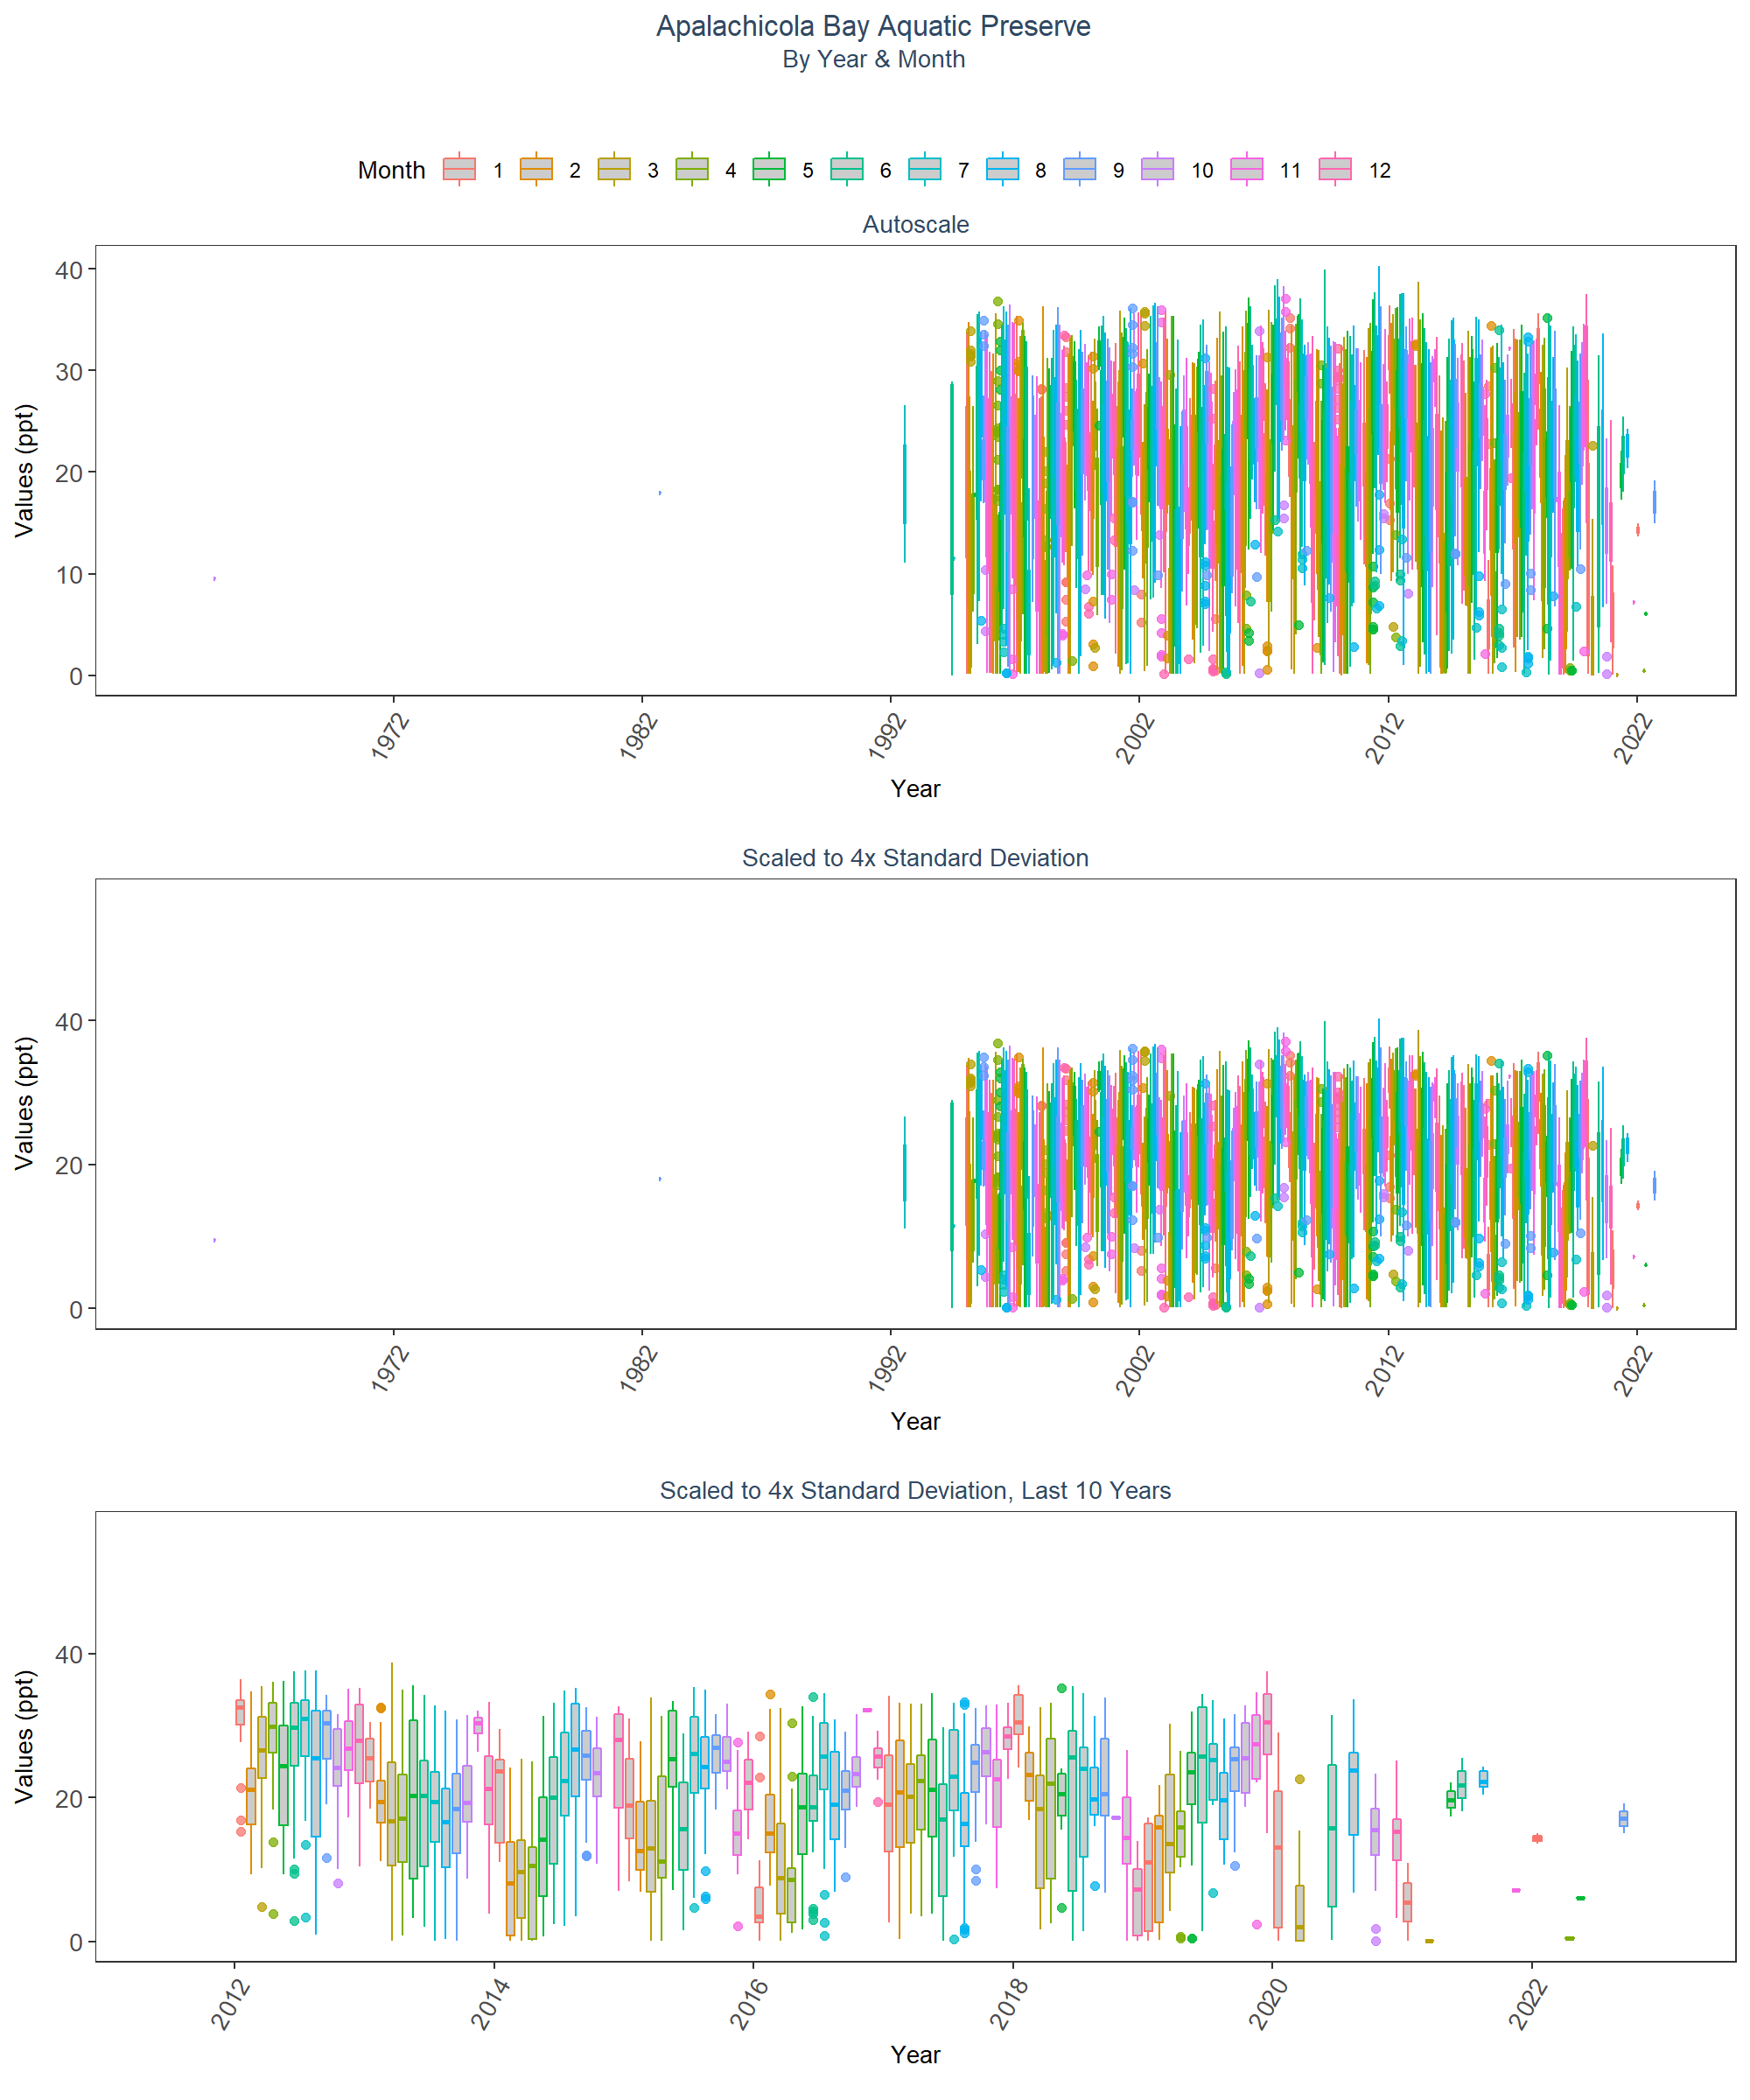 Apalachicola Bay Aquatic Preserve
By Year & Month
Month 1 2 3 4 5 6 7 8 9 10 11 12
Autoscale
Values (ppt)
40
30
20
10
0
1972 1982 1992 2002 2012 2022
Year
Scaled to 4x Standard Deviation
Values (ppt)
40
20
0
1972 1982 1992 2002 2012 2022
Year
Scaled to 4x Standard Deviation, Last 10 Years
Values (ppt)
40
20
0
2012 2014 2016 2018 2020 2022
Year